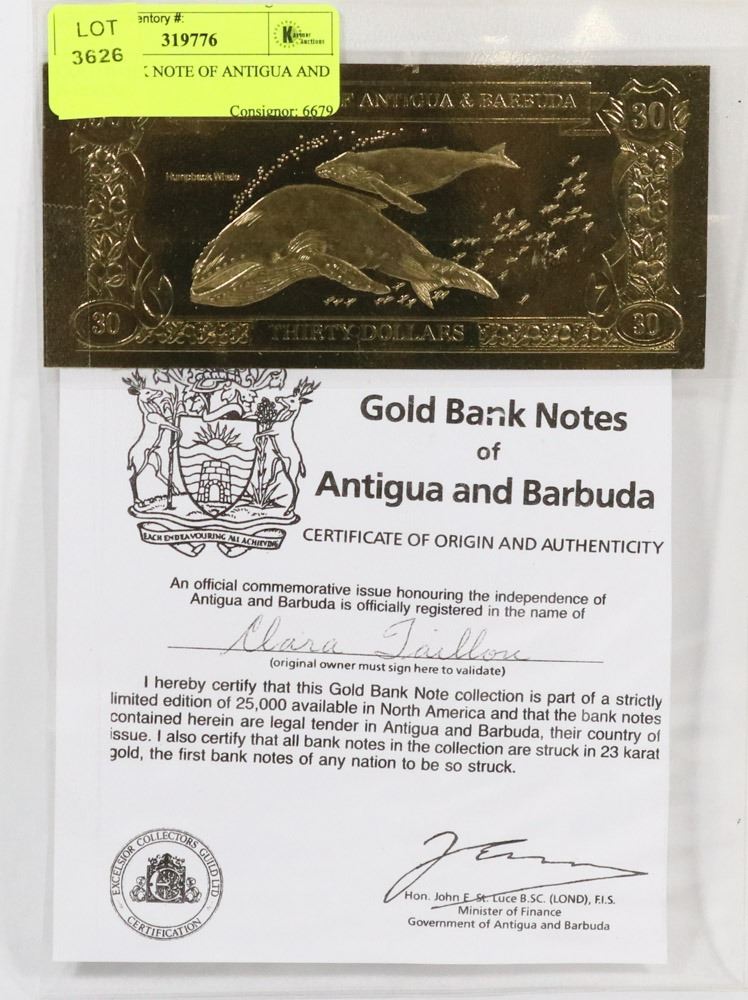 LOT
3626
entory #:
319776
K
Auctions
K NOTE OF ANTIGUA AND
Consignor: 6679
F ANTIGUA & BARBUDA
30
Humpback Whale
30
THIRTY DOLLARS
30
EACH ENDEAVOURING ALL ACHIEVING
Gold Bank Notes
of
Antigua and Barbuda
CERTIFICATE OF ORIGIN AND AUTHENTICITY
An official commemorative issue honouring the independence of
Antigua and Barbuda is officially registered in the name of
Clara Taillon
(original owner must sign here to validate)
I hereby certify that this Gold Bank Note collection is part of a strictly
limited edition of 25,000 available in North America and that the bank notes
contained herein are legal tender in Antigua and Barbuda, their country of
issue. I also certify that all bank notes in the collection are struck in 23 karat
gold, the first bank notes of any nation to be so struck.
EXCELSIOR COLLECTORS GUILD LTD
CERTIFICATION
Hon. John E. St. Luce B.SC. (LOND), F.I.S.
Minister of Finance
Government of Antigua and Barbuda